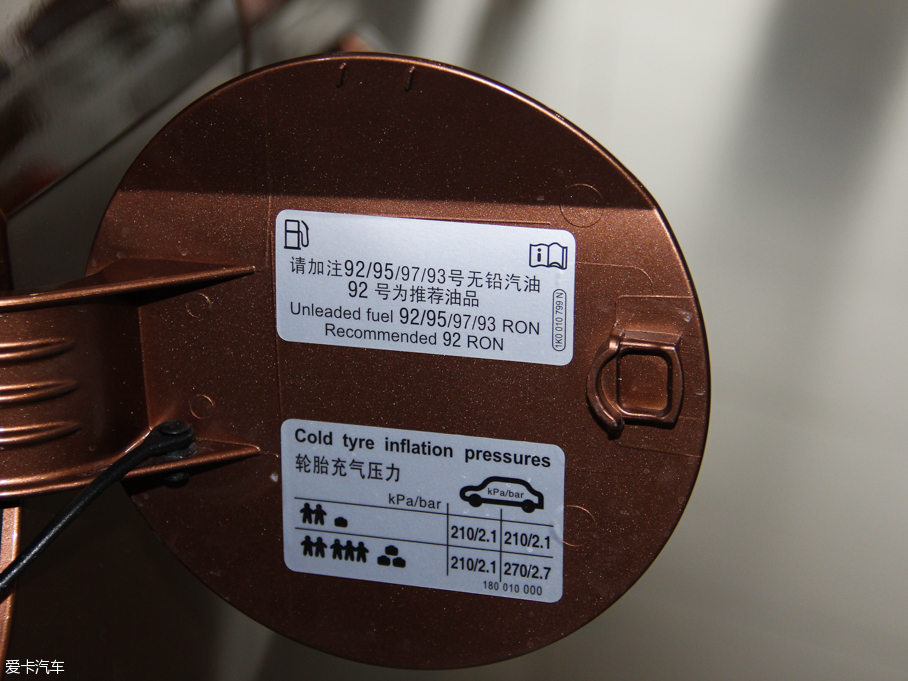 请加注92/95/97/93号无铅汽油
92 号为推荐油品
Unleaded fuel 92/95/97/93 RON
Recommended 92 RON
1K0 010 799 N
Cold tyre inflation pressures
轮胎充气压力
kPa/bar
kPa/bar
210/2.1 210/2.1
210/2.1 270/2.7
180 010 000
爱卡汽车